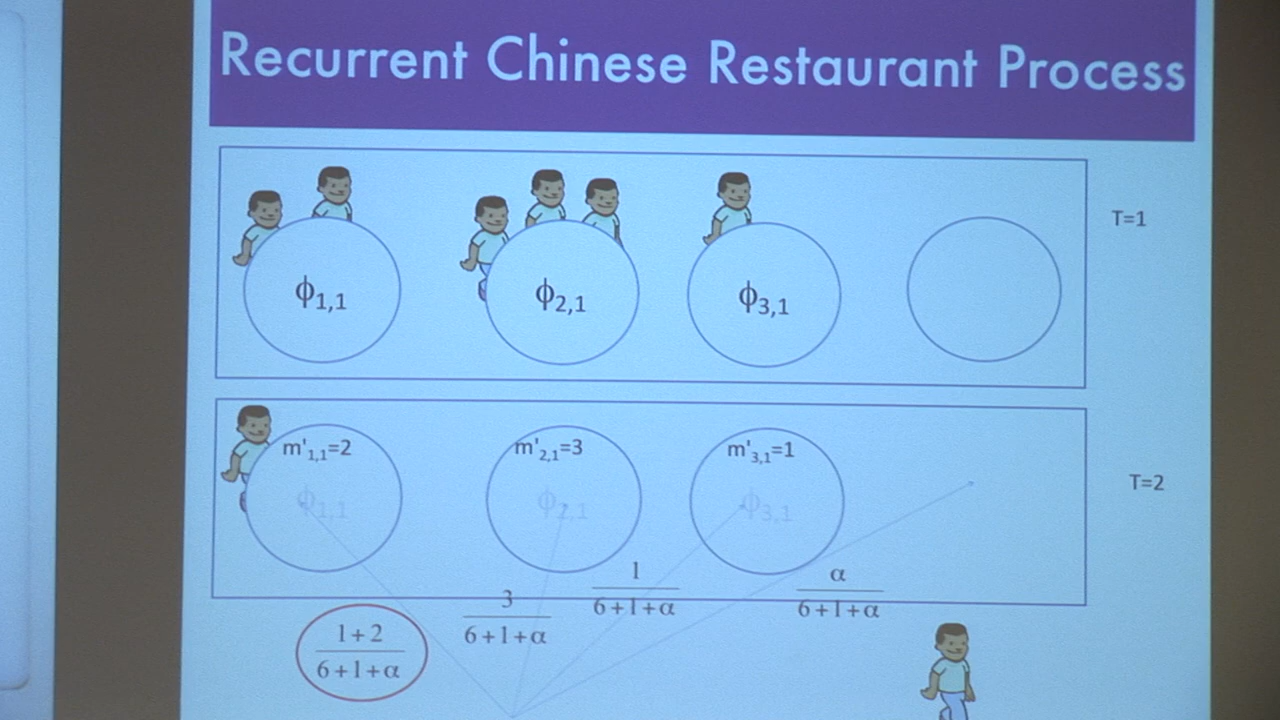 Recurrent Chinese Restaurant Process
T=1
ϕ1,1
ϕ2,1
ϕ3,1
m'1,1=2
m'2,1=3
m'3,1=1
T=2
ϕ1,1
ϕ2,1
ϕ3,1
1+2
6+1+α
3
6+1+α
1
6+1+α
α
6+1+α